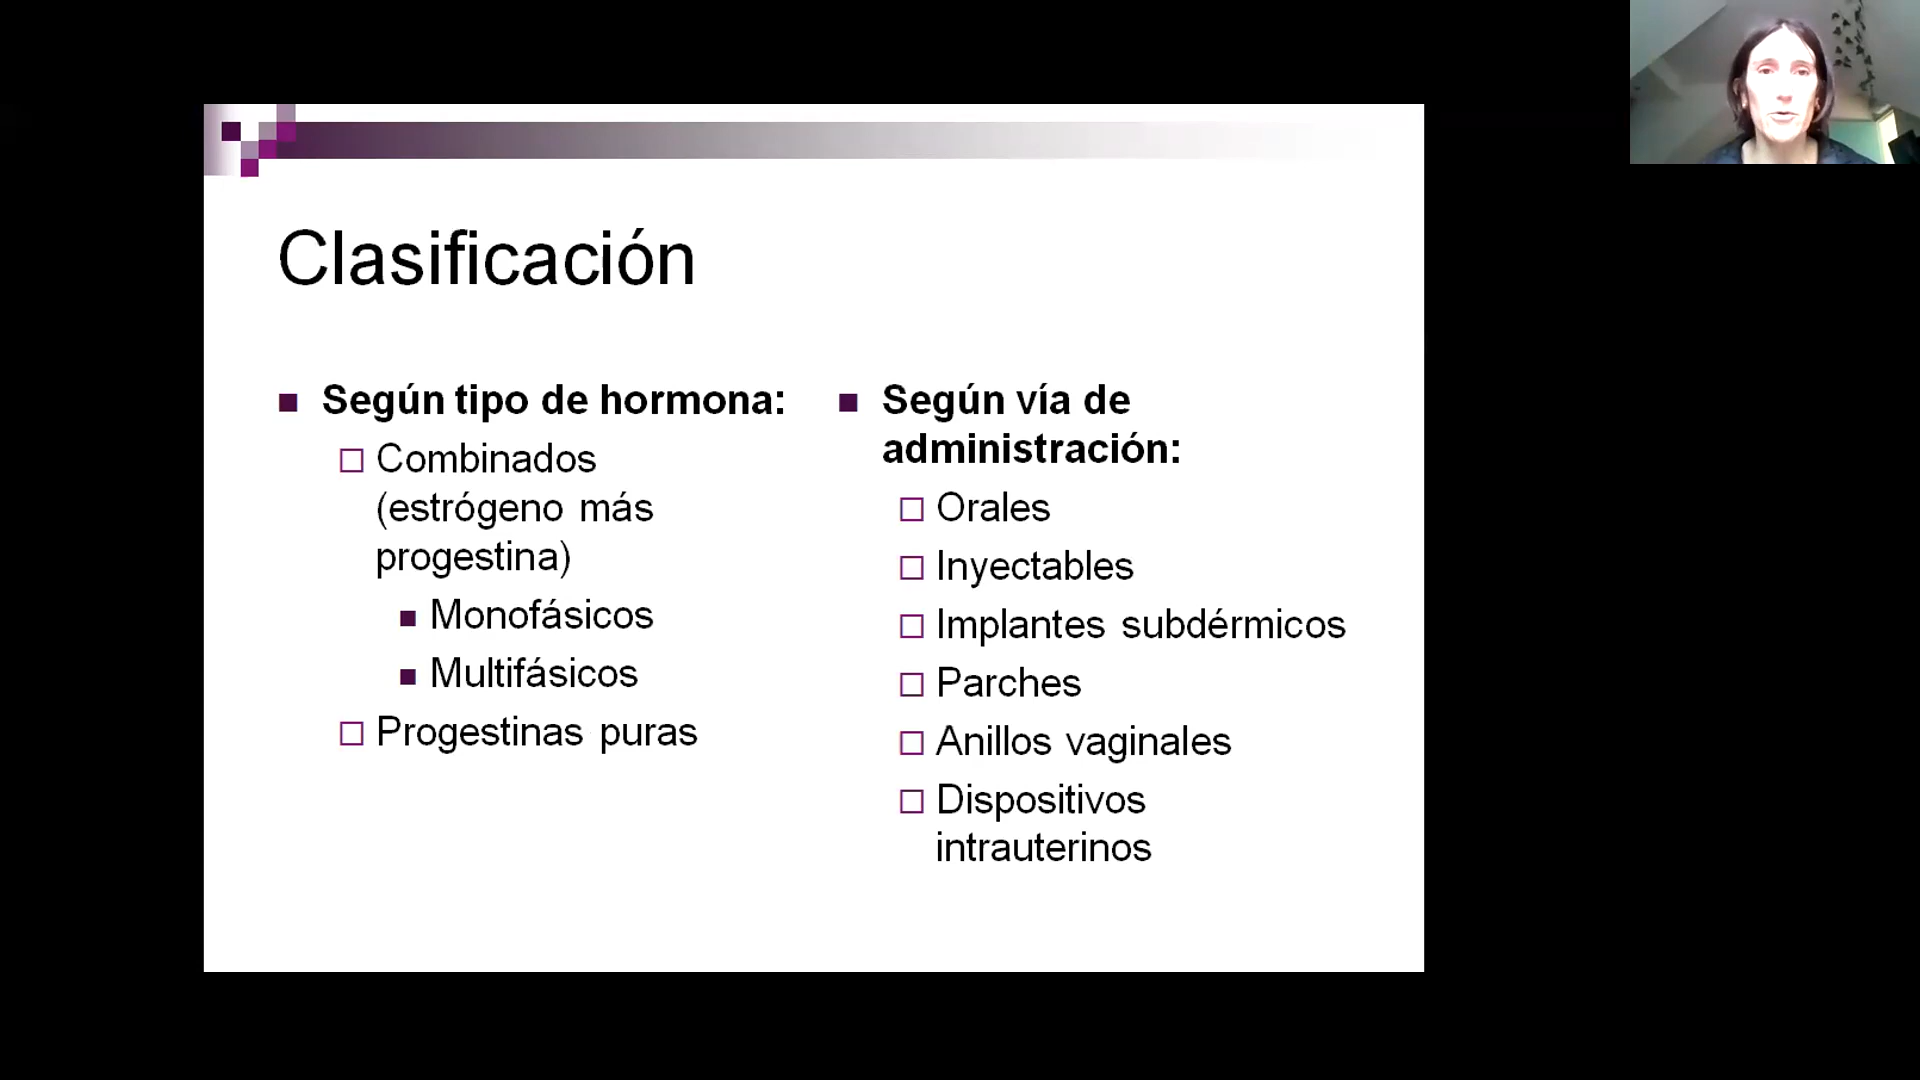 Clasificación
Según tipo de hormona:
Combinados
(estrógeno más
progestina)
Monofásicos
Multifásicos
Progestinas puras
Según vía de
administración:
Orales
Inyectables
Implantes subdérmicos
Parches
Anillos vaginales
Dispositivos
intrauterinos